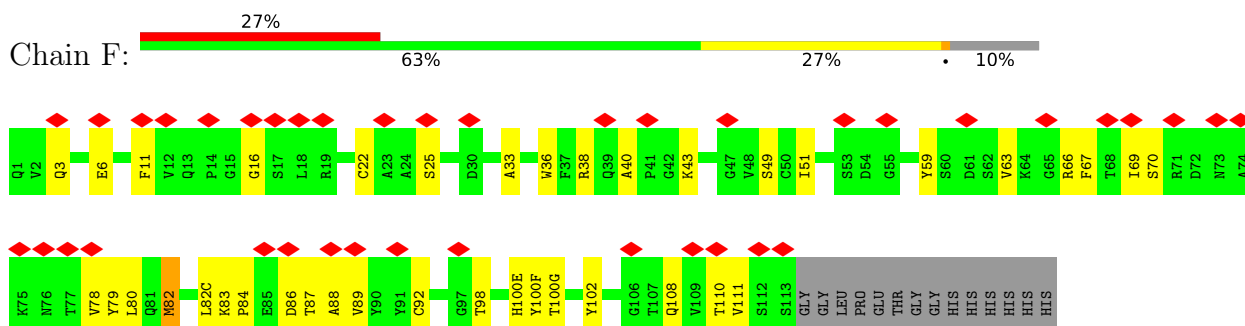 27%
Chain F:
63% 27% • 10%
Q1 V2 Q3 E6 F11 V12 Q13 P14 G15 G16 S17 L18 R19 C22 A23 A24 S25 D30 A33 W36 F37 R38 Q39 A40 P41 G42 K43 G47 V48 S49 C50 I51 S53 D54 G55 Y59 S60 D61 S62 V63 K64 G65 R66 F67 T68 I69 S70 R71 D72 N73 A74
K75 N76 T77 V78 Y79 L80 Q81 M82 L82C K83 P84 E85 D86 T87 A88 V89 Y90 Y91 C92 G97 T98 H100E Y100F T100G Y102 G106 T107 Q108 V109 T110 V111 S112 S113 GLY GLY LEU PRO GLU THR GLY GLY HIS HIS HIS HIS HIS HIS